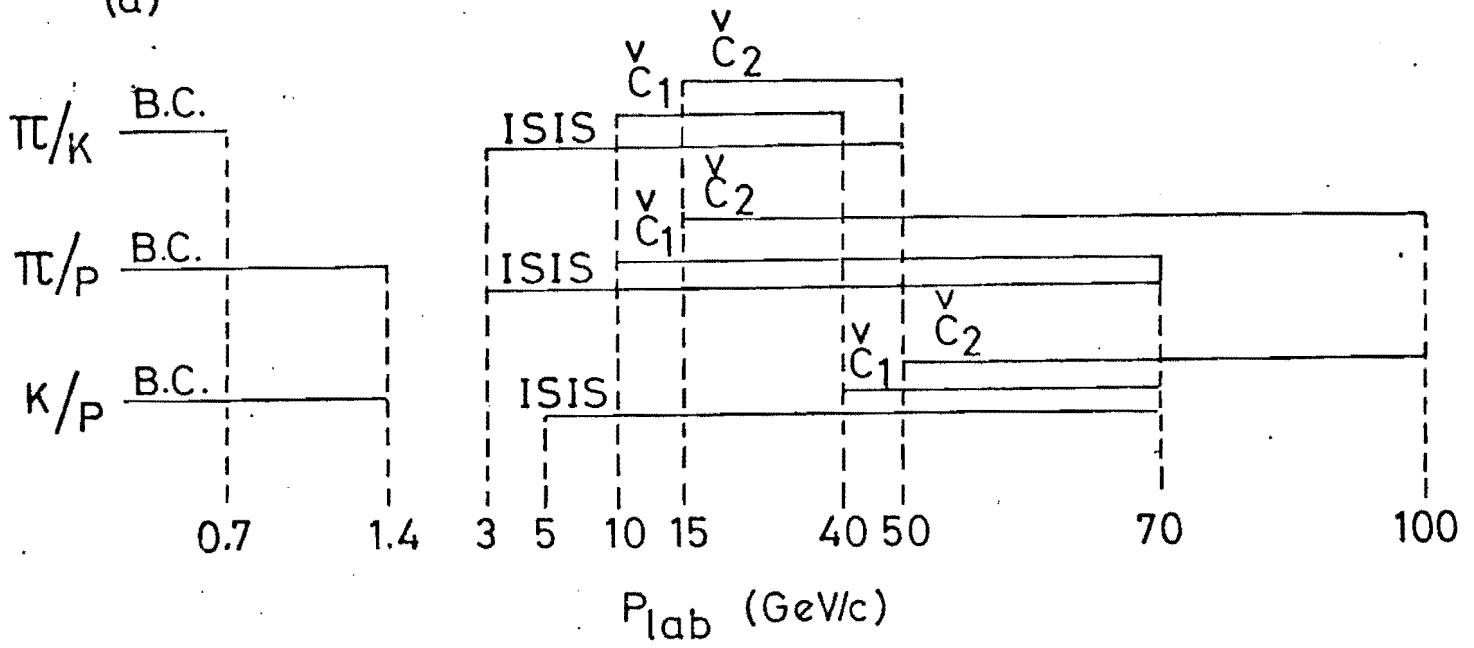 (a)
Č2
Č1
π/K B.C. ISIS
Č2
Č1
π/P B.C. ISIS
Č2
Č1
K/P B.C. ISIS
0.7 1.4 3 5 10 15 40 50 70 100
Plab (GeV/c)